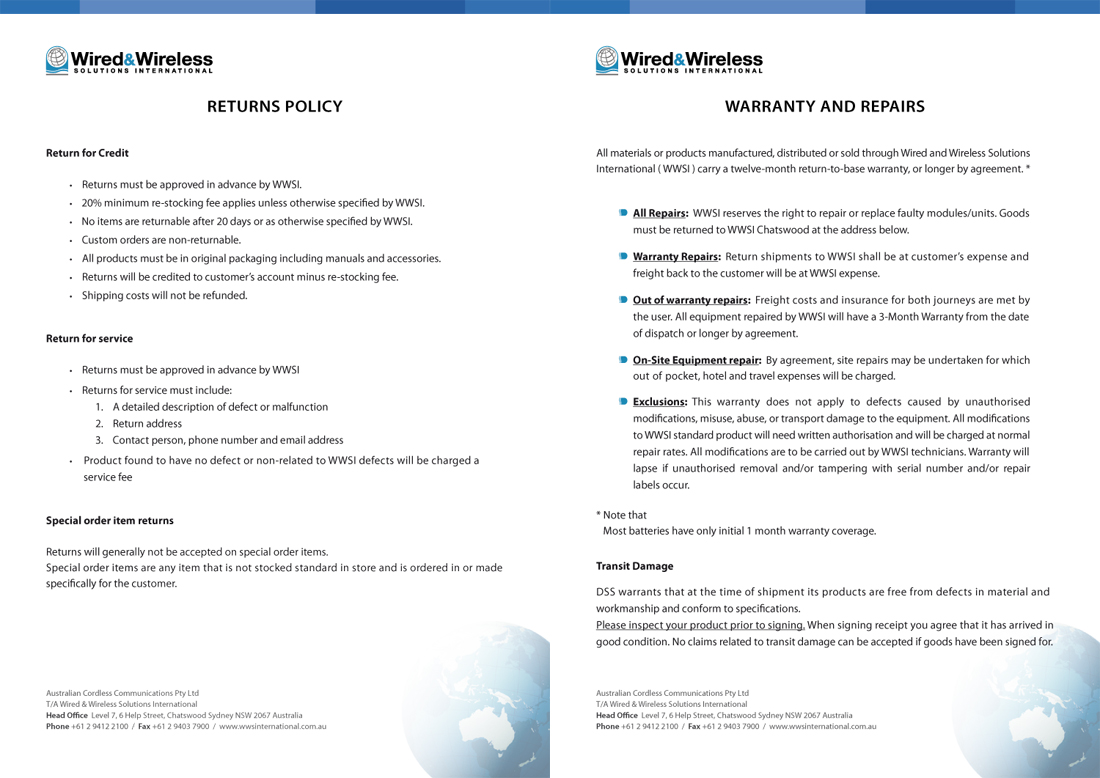 Wired&Wireless
SOLUTIONS INTERNATIONAL
RETURNS POLICY
Return for Credit
• Returns must be approved in advance by WWSI.
• 20% minimum re-stocking fee applies unless otherwise specified by WWSI.
• No items are returnable after 20 days or as otherwise specified by WWSI.
• Custom orders are non-returnable.
• All products must be in original packaging including manuals and accessories.
• Returns will be credited to customer's account minus re-stocking fee.
• Shipping costs will not be refunded.
Return for service
• Returns must be approved in advance by WWSI
• Returns for service must include:
1. A detailed description of defect or malfunction
2. Return address
3. Contact person, phone number and email address
• Product found to have no defect or non-related to WWSI defects will be charged a
service fee
Special order item returns
Returns will generally not be accepted on special order items.
Special order items are any item that is not stocked standard in store and is ordered in or made
specifically for the customer.
Australian Cordless Communications Pty Ltd
T/A Wired & Wireless Solutions International
Head Office Level 7, 6 Help Street, Chatswood Sydney NSW 2067 Australia
Phone +61 2 9412 2100 / Fax +61 2 9403 7900 / www.wwsinternational.com.au
Wired&Wireless
SOLUTIONS INTERNATIONAL
WARRANTY AND REPAIRS
All materials or products manufactured, distributed or sold through Wired and Wireless Solutions
International ( WWSI ) carry a twelve-month return-to-base warranty, or longer by agreement. *
All Repairs: WWSI reserves the right to repair or replace faulty modules/units. Goods
must be returned to WWSI Chatswood at the address below.
Warranty Repairs: Return shipments to WWSI shall be at customer's expense and
freight back to the customer will be at WWSI expense.
Out of warranty repairs: Freight costs and insurance for both journeys are met by
the user. All equipment repaired by WWSI will have a 3-Month Warranty from the date
of dispatch or longer by agreement.
On-Site Equipment repair: By agreement, site repairs may be undertaken for which
out of pocket, hotel and travel expenses will be charged.
Exclusions: This warranty does not apply to defects caused by unauthorised
modifications, misuse, abuse, or transport damage to the equipment. All modifications
to WWSI standard product will need written authorisation and will be charged at normal
repair rates. All modifications are to be carried out by WWSI technicians. Warranty will
lapse if unauthorised removal and/or tampering with serial number and/or repair
labels occur.
* Note that
Most batteries have only initial 1 month warranty coverage.
Transit Damage
DSS warrants that at the time of shipment its products are free from defects in material and
workmanship and conform to specifications.
Please inspect your product prior to signing. When signing receipt you agree that it has arrived in
good condition. No claims related to transit damage can be accepted if goods have been signed for.
Australian Cordless Communications Pty Ltd
T/A Wired & Wireless Solutions International
Head Office Level 7, 6 Help Street, Chatswood Sydney NSW 2067 Australia
Phone +61 2 9412 2100 / Fax +61 2 9403 7900 / www.wwsinternational.com.au